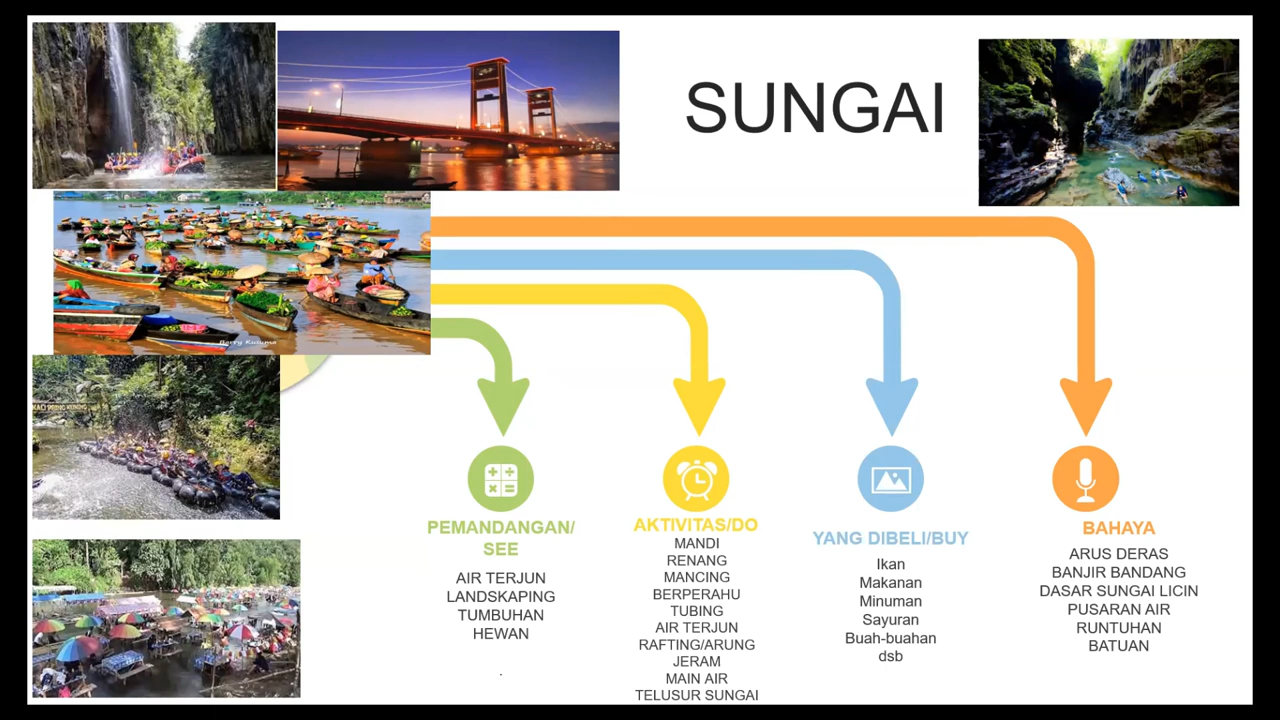 SUNGAI
Barry Kusuma
PEMANDANGAN/
SEE
AIR TERJUN
LANDSKAPING
TUMBUHAN
HEWAN
.
AKTIVITAS/DO
MANDI
RENANG
MANCING
BERPERAHU
TUBING
AIR TERJUN
RAFTING/ARUNG
JERAM
MAIN AIR
TELUSUR SUNGAI
YANG DIBELI/BUY
Ikan
Makanan
Minuman
Sayuran
Buah-buahan
dsb
BAHAYA
ARUS DERAS
BANJIR BANDANG
DASAR SUNGAI LICIN
PUSARAN AIR
RUNTUHAN
BATUAN